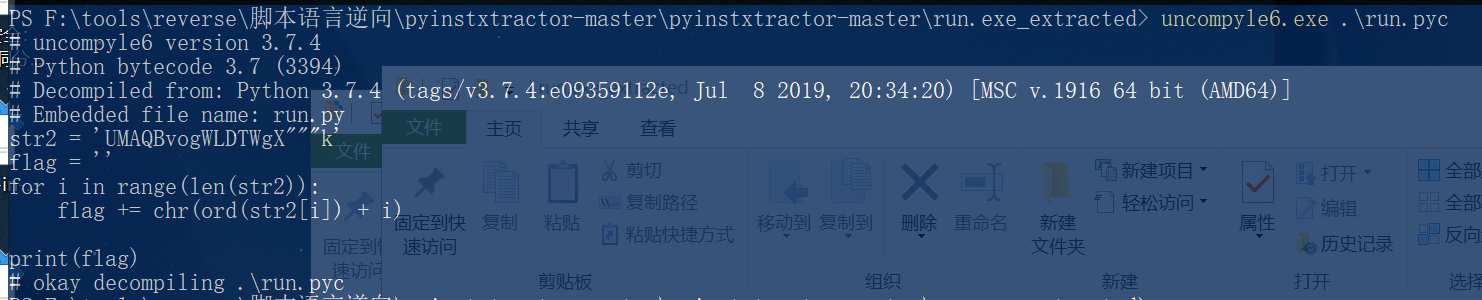 PS F:\tools\reverse\脚本语言逆向\pyinstxtractor-master\pyinstxtractor-master\run.exe_extracted> uncompyle6.exe .\run.pyc
# uncompyle6 version 3.7.4
# Python bytecode 3.7 (3394)
# Decompiled from: Python 3.7.4 (tags/v3.7.4:e09359112e, Jul  8 2019, 20:34:20) [MSC v.1916 64 bit (AMD64)]
# Embedded file name: run.py
str2 = 'UMAQBvogWLDTWgX"""k'
flag = ''
for i in range(len(str2)):
    flag += chr(ord(str2[i]) + i)
print(flag)
# okay decompiling .\run.pyc
文件
文件 主页 共享 查看
固定到快速访问
固定到快
速访问
复制
粘贴
剪切
复制路径
粘贴快捷方式
剪贴板
移动到
复制到
删除
重命名
组织
新建
文件夹
新建项目
轻松访问
新建
属性
打开
编辑
历史记录
打开
全部
全部
反向
选择